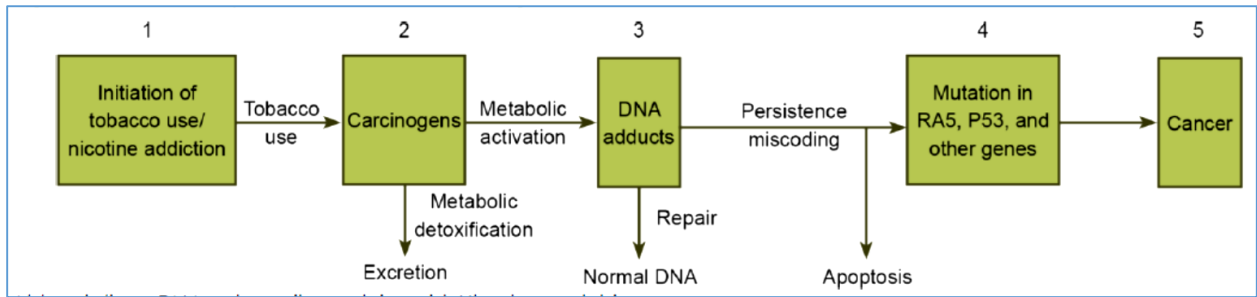 1
2
3
4
5
Initiation of
tobacco use/
nicotine addiction
Tobacco
use
Carcinogens
Metabolic
activation
DNA
adducts
Persistence
miscoding
Mutation in
RA5, P53, and
other genes
Cancer
Metabolic
detoxification
Excretion
Repair
Normal DNA
Apoptosis